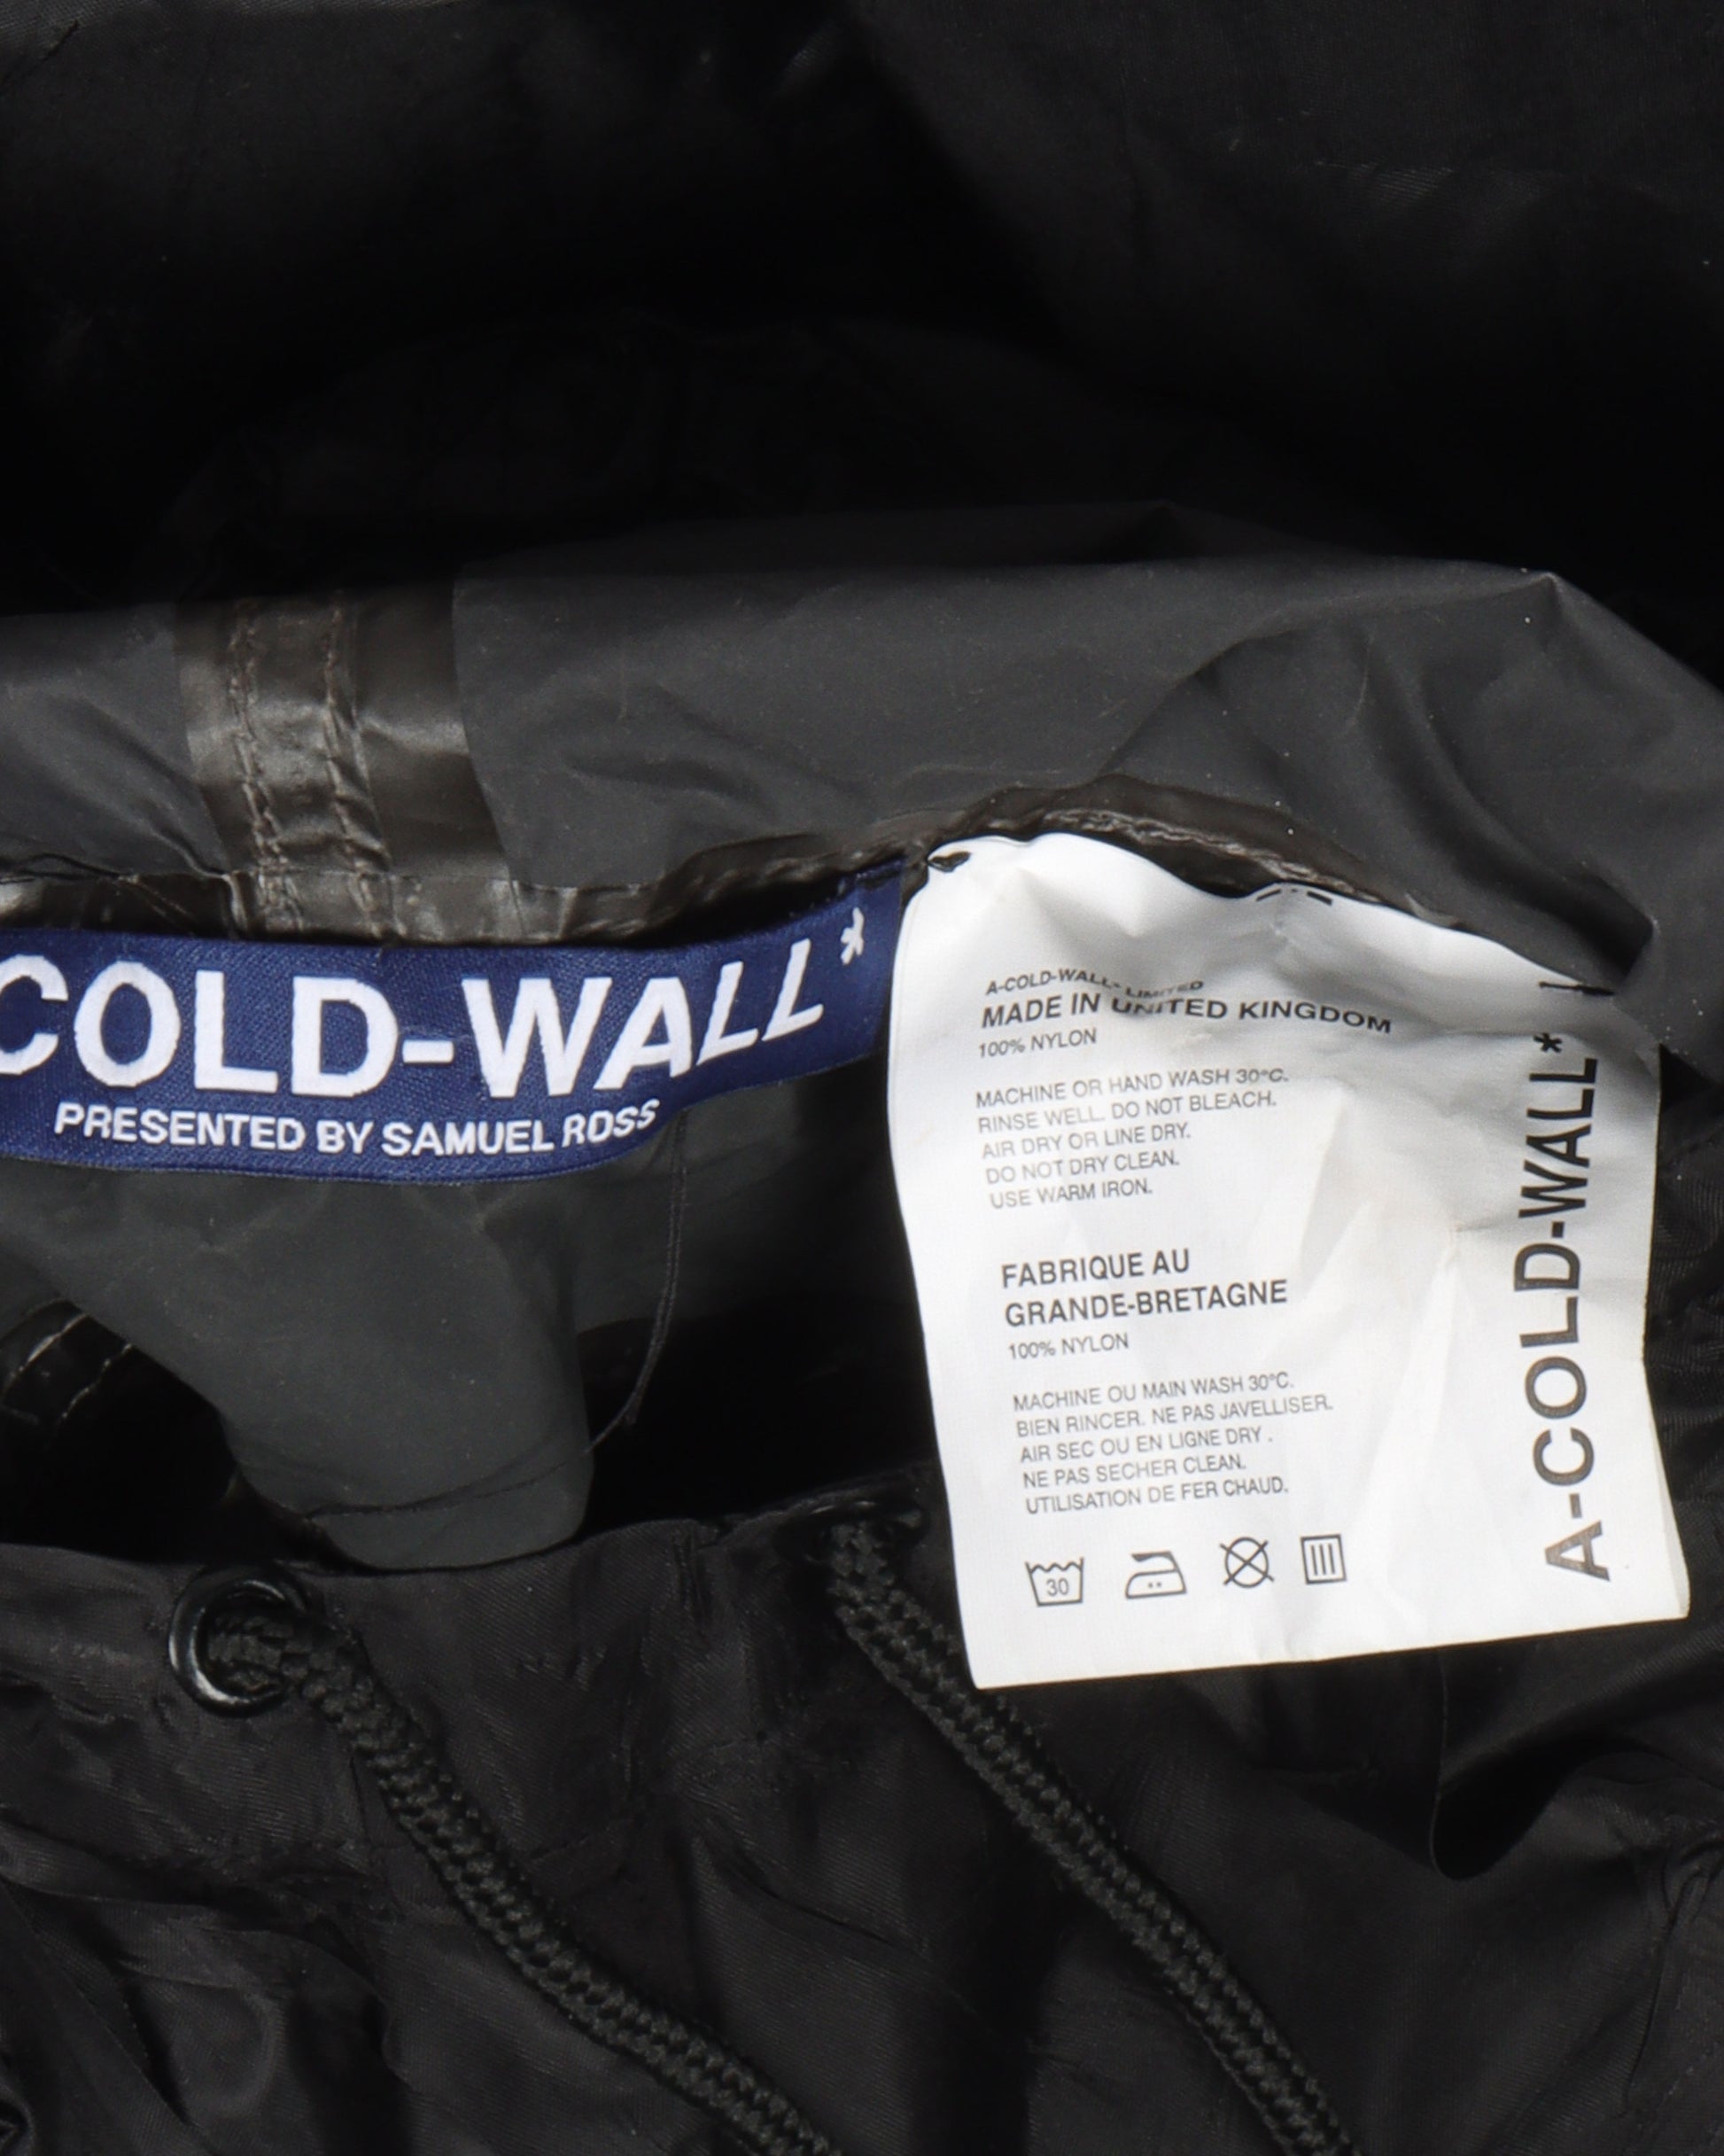 COLD-WALL*
PRESENTED BY SAMUEL ROSS
A-COLD-WALL* LIMITED
MADE IN UNITED KINGDOM
100% NYLON
MACHINE OR HAND WASH 30°C.
RINSE WELL. DO NOT BLEACH.
AIR DRY OR LINE DRY.
DO NOT DRY CLEAN.
USE WARM IRON.
FABRIQUE AU
GRANDE-BRETAGNE
100% NYLON
MACHINE OU MAIN WASH 30°C.
BIEN RINCER. NE PAS JAVELLISER.
AIR SEC OU EN LIGNE DRY .
NE PAS SECHER CLEAN.
UTILISATION DE FER CHAUD.
30
A-COLD-WALL*